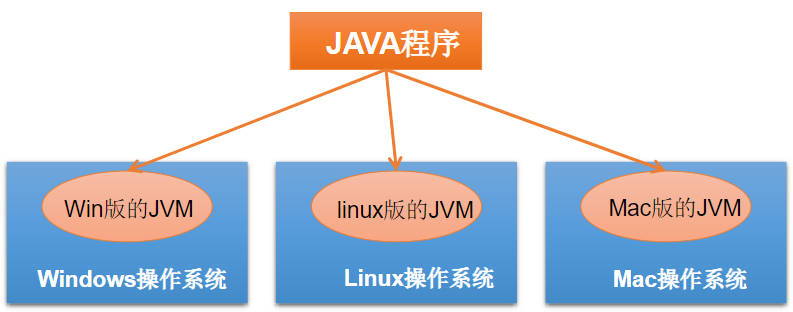 JAVA程序
Win版的JVM
linux版的JVM
Mac版的JVM
Windows操作系统
Linux操作系统
Mac操作系统